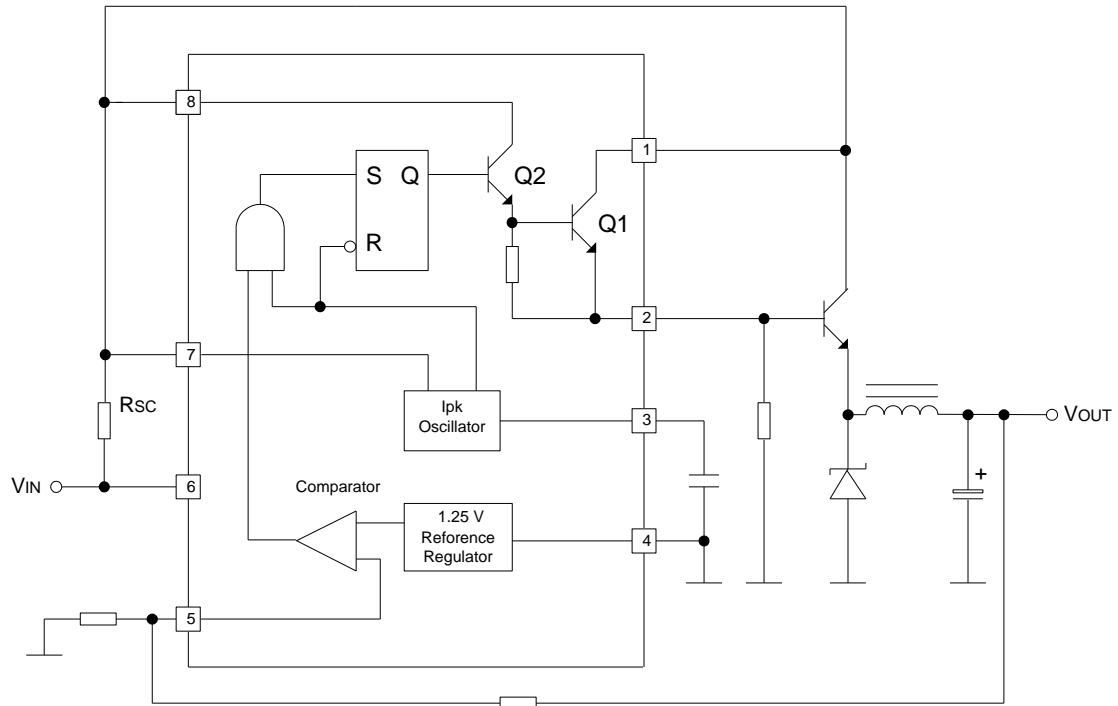 8
1
S Q
Q2
Q1
R
2
7
RSC
Ipk
Oscillator
3
VOUT
VIN
6
Comparator
+
1.25 V
Reforence
Regulator
4
5